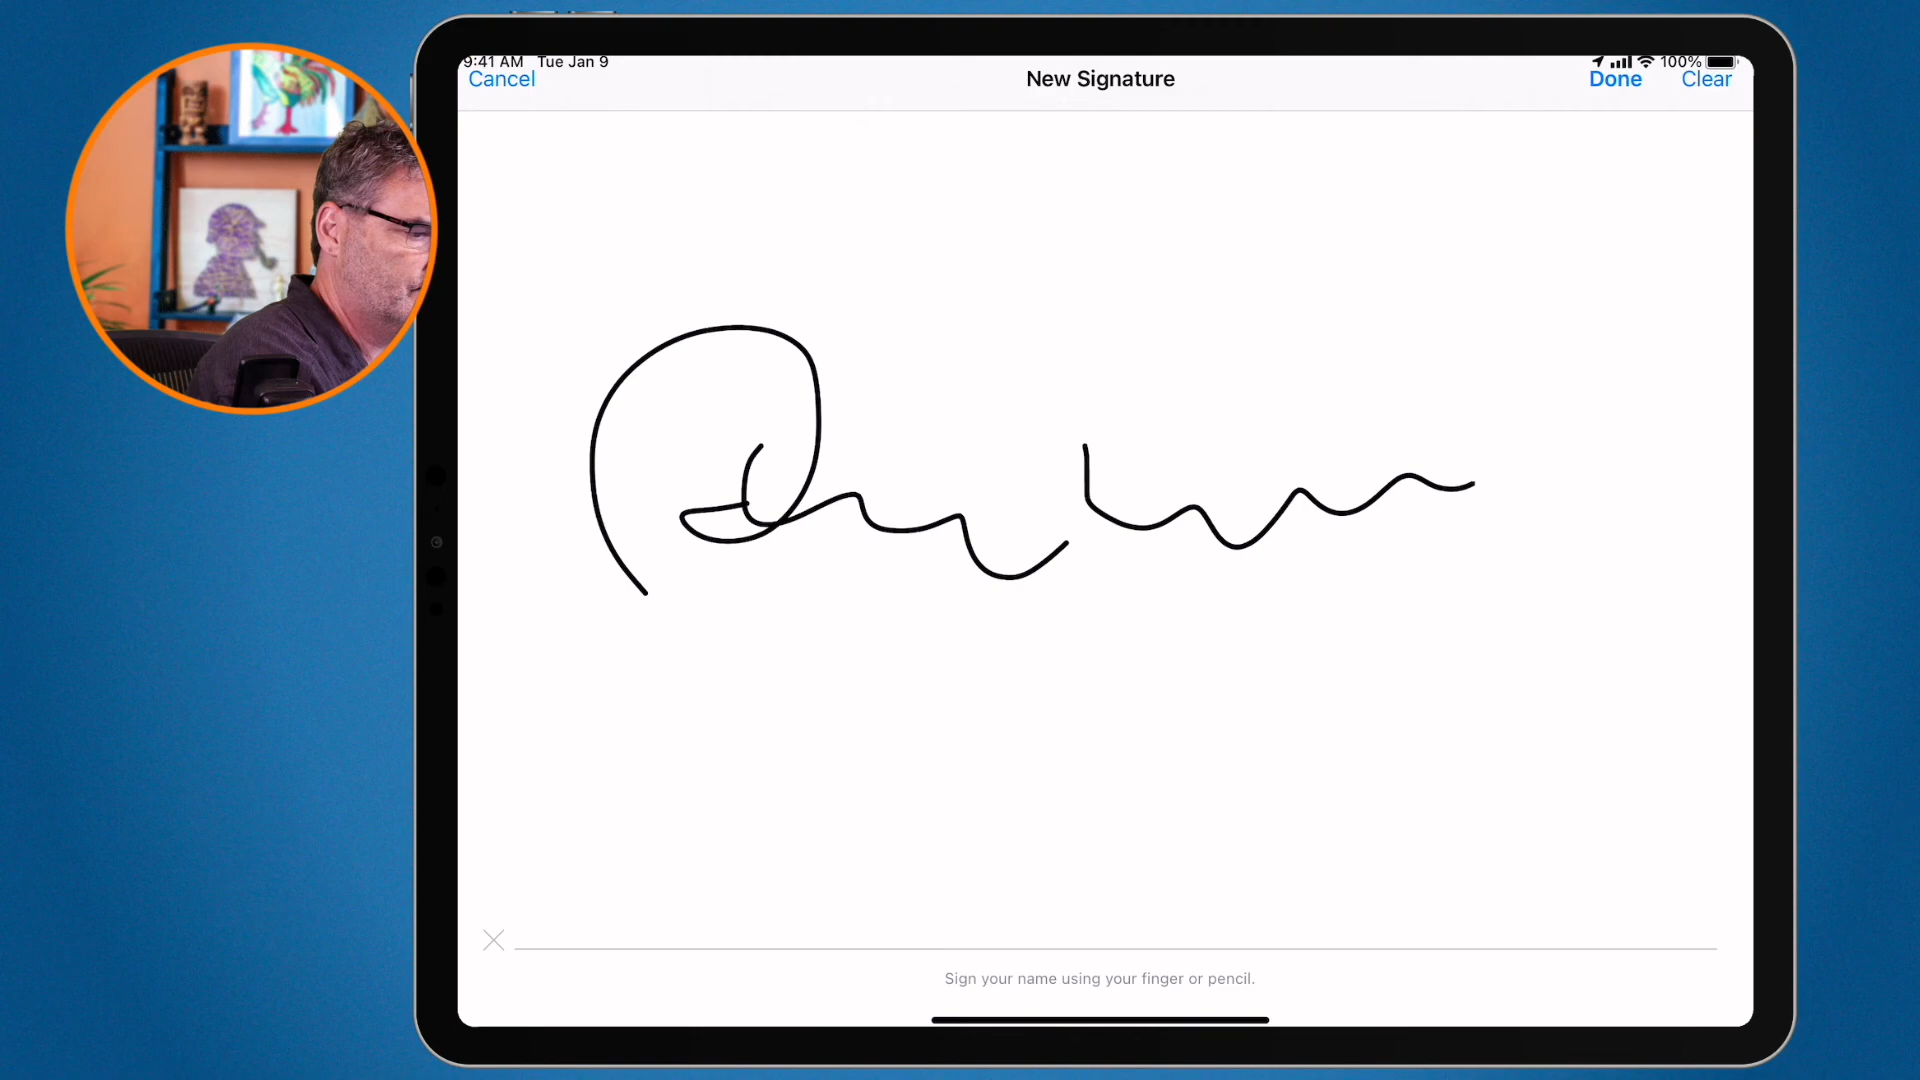 9:41 AM Tue Jan 9 100%
Cancel New Signature Done Clear
Sign your name using your finger or pencil.